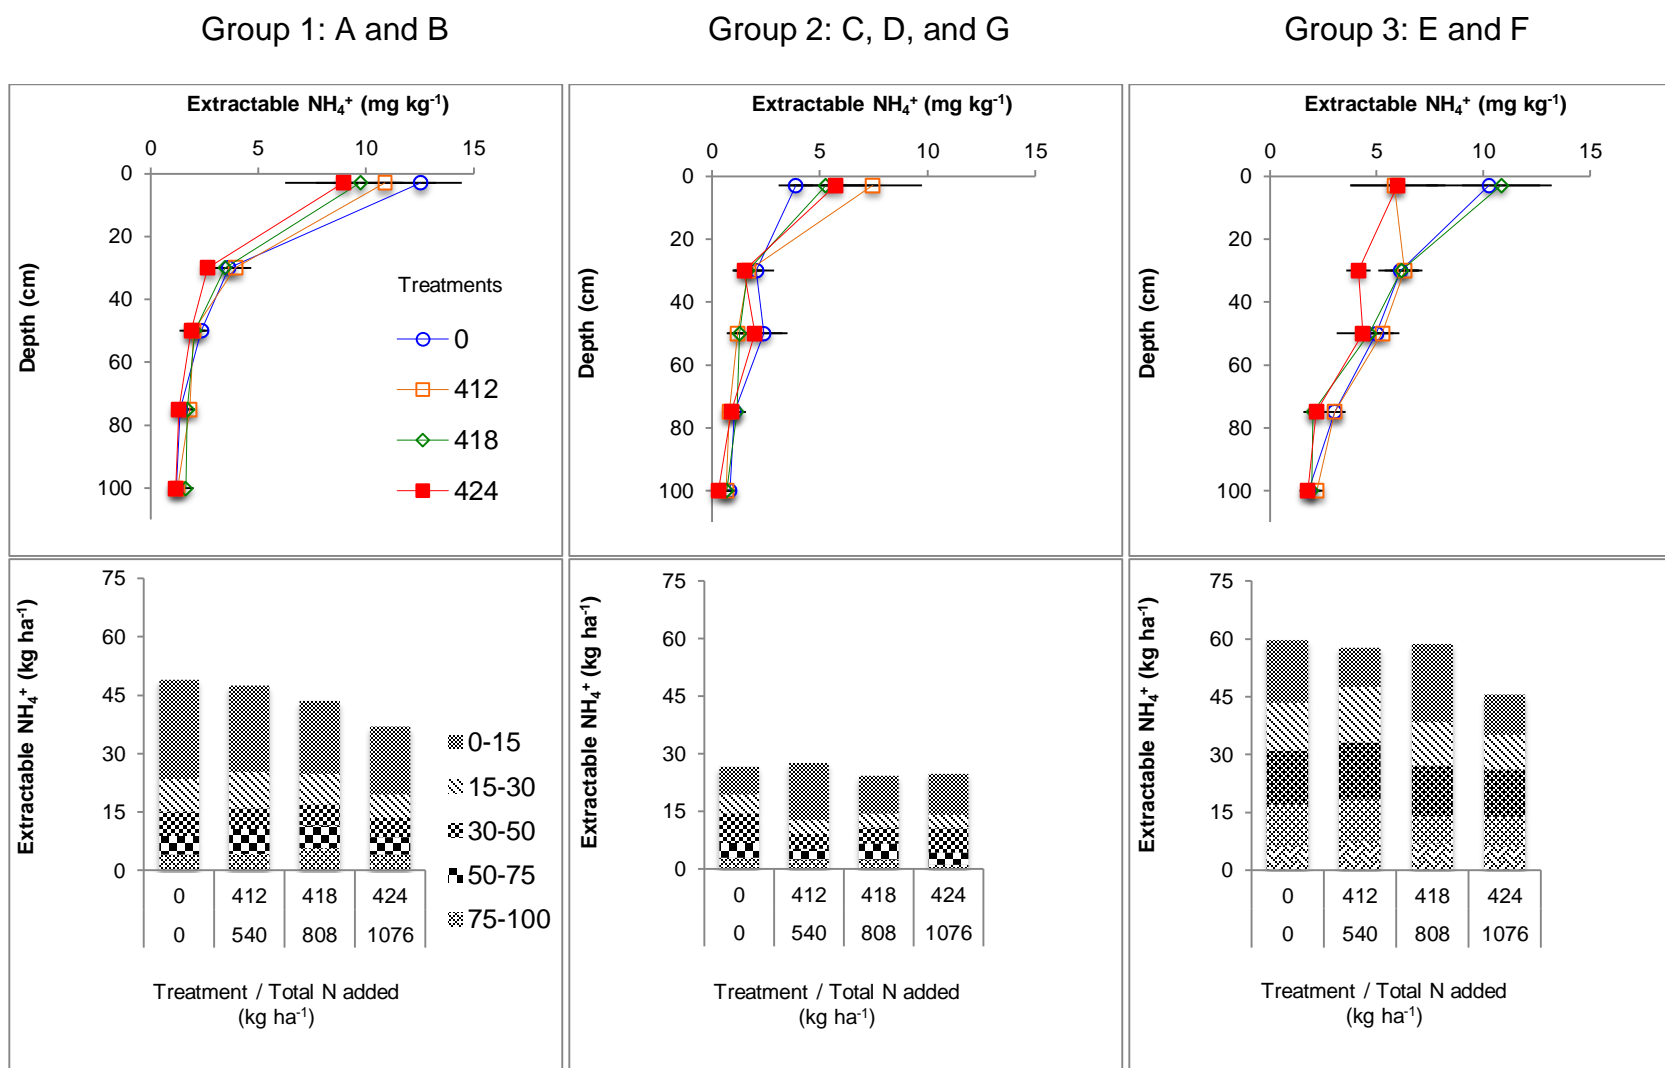 Group 1: A and B
Group 2: C, D, and G
Group 3: E and F
Extractable NH₄⁺ (mg kg⁻¹)
0 5 10 15
0
20
40
60
80
100
Depth (cm)
Treatments
0
412
418
424
Extractable NH₄⁺ (mg kg⁻¹)
0 5 10 15
0
20
40
60
80
100
Depth (cm)
Extractable NH₄⁺ (mg kg⁻¹)
0 5 10 15
0
20
40
60
80
100
Depth (cm)
Extractable NH₄⁺ (kg ha⁻¹)
75
60
45
30
15
0
0 412 418 424
0 540 808 1076
Treatment / Total N added
(kg ha⁻¹)
0-15
15-30
30-50
50-75
75-100
Extractable NH₄⁺ (kg ha⁻¹)
75
60
45
30
15
0
0 412 418 424
0 540 808 1076
Treatment / Total N added
(kg ha⁻¹)
Extractable NH₄⁺ (kg ha⁻¹)
75
60
45
30
15
0
0 412 418 424
0 540 808 1076
Treatment / Total N added
(kg ha⁻¹)